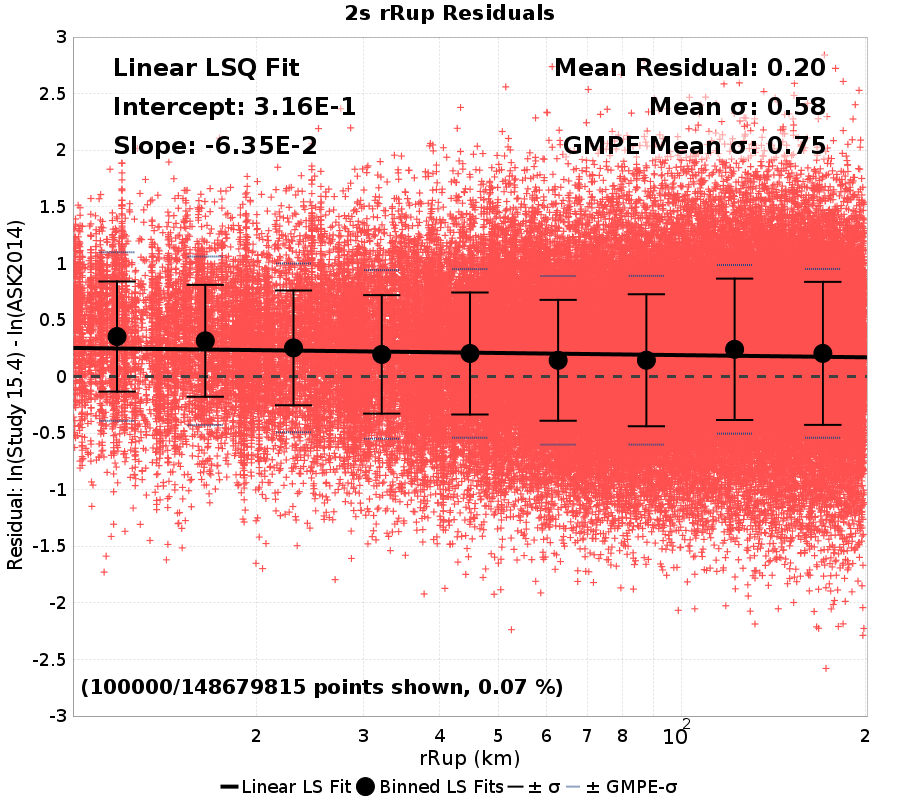 2s rRup Residuals
Linear LSQ Fit
Mean Residual: 0.20
Intercept: 3.16E-1
Mean σ: 0.58
Slope: -6.35E-2
GMPE Mean σ: 0.75
Residual: ln(Study 15.4) - ln(ASK2014)
3
2.5
2
1.5
1
0.5
0
-0.5
-1
-1.5
-2
-2.5
-3
(100000/148679815 points shown, 0.07 %)
2 3 4 5 6 7 8 10² 2
rRup (km)
Linear LS Fit Binned LS Fits ± σ ± GMPE-σ